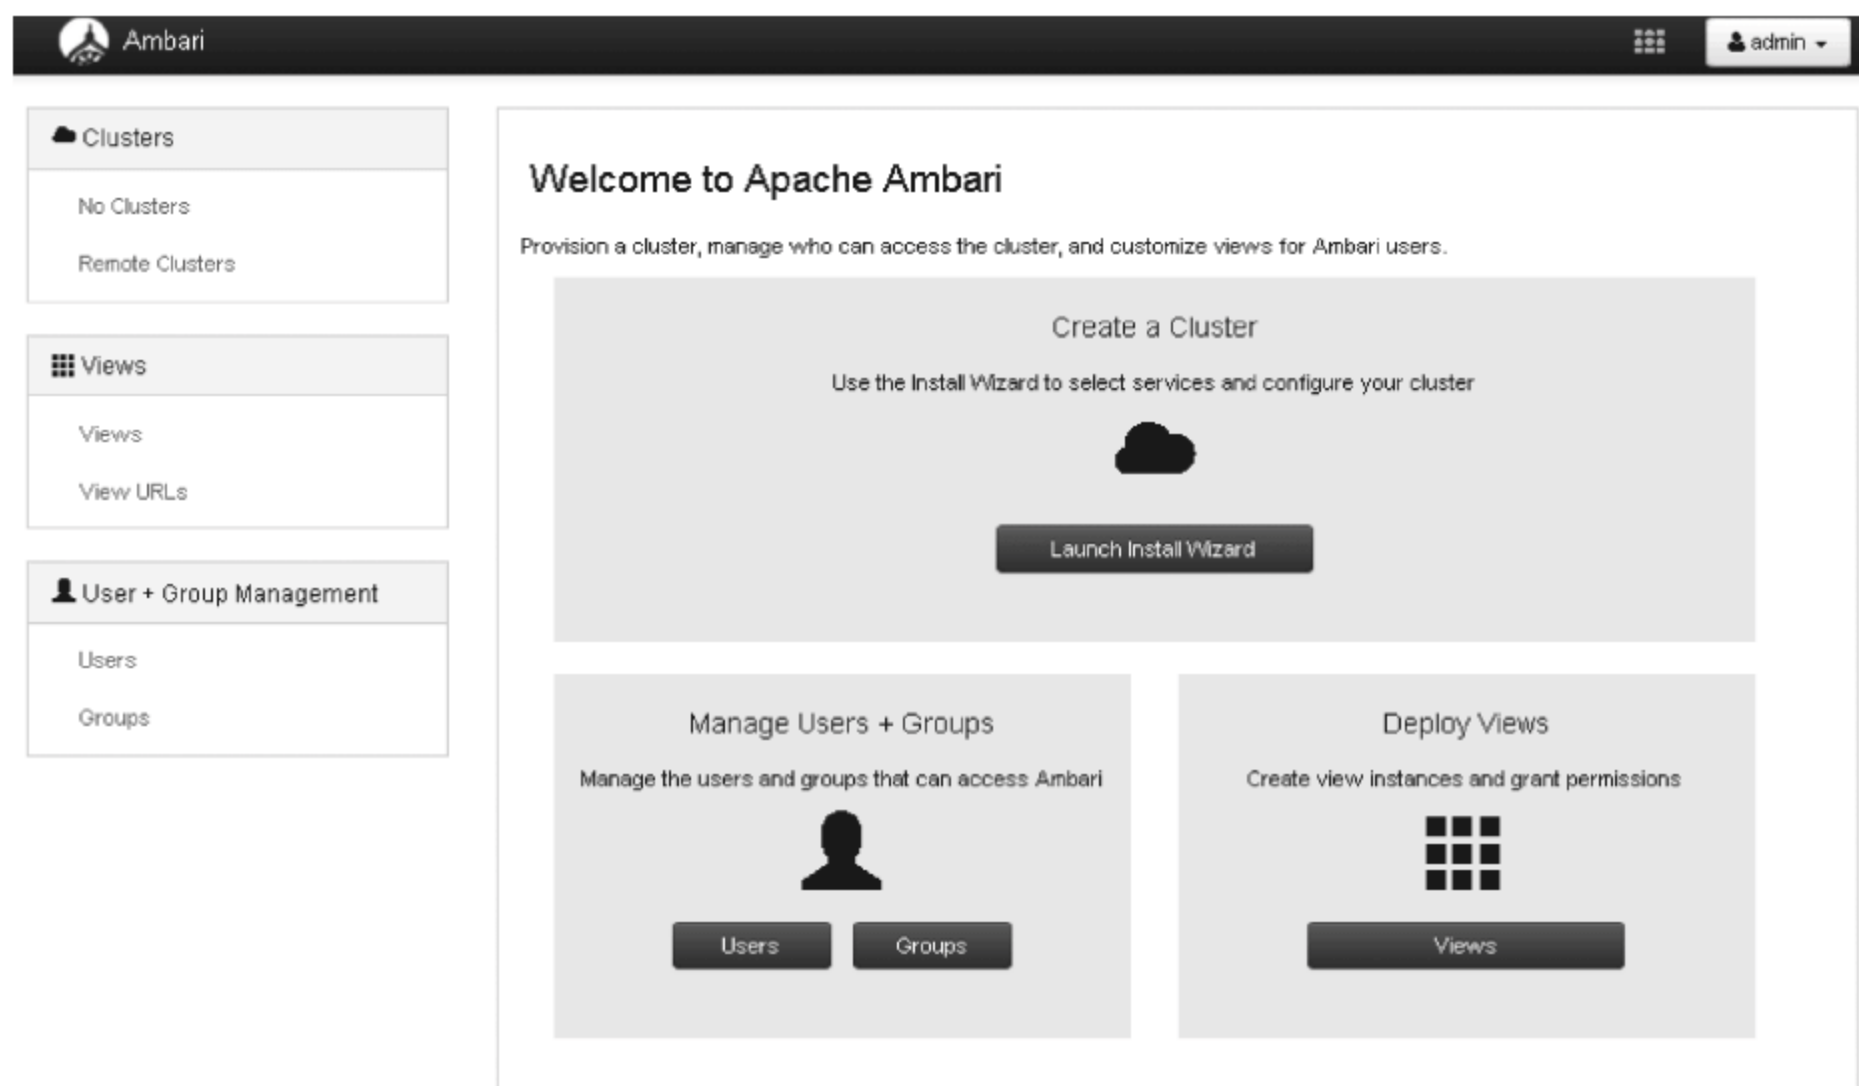 Ambari
admin
Clusters
No Clusters
Remote Clusters
Views
Views
View URLs
User + Group Management
Users
Groups
Welcome to Apache Ambari
Provision a cluster, manage who can access the cluster, and customize views for Ambari users.
Create a Cluster
Use the Install Wizard to select services and configure your cluster
Launch Install Wizard
Manage Users + Groups
Manage the users and groups that can access Ambari
Users
Groups
Deploy Views
Create view instances and grant permissions
Views